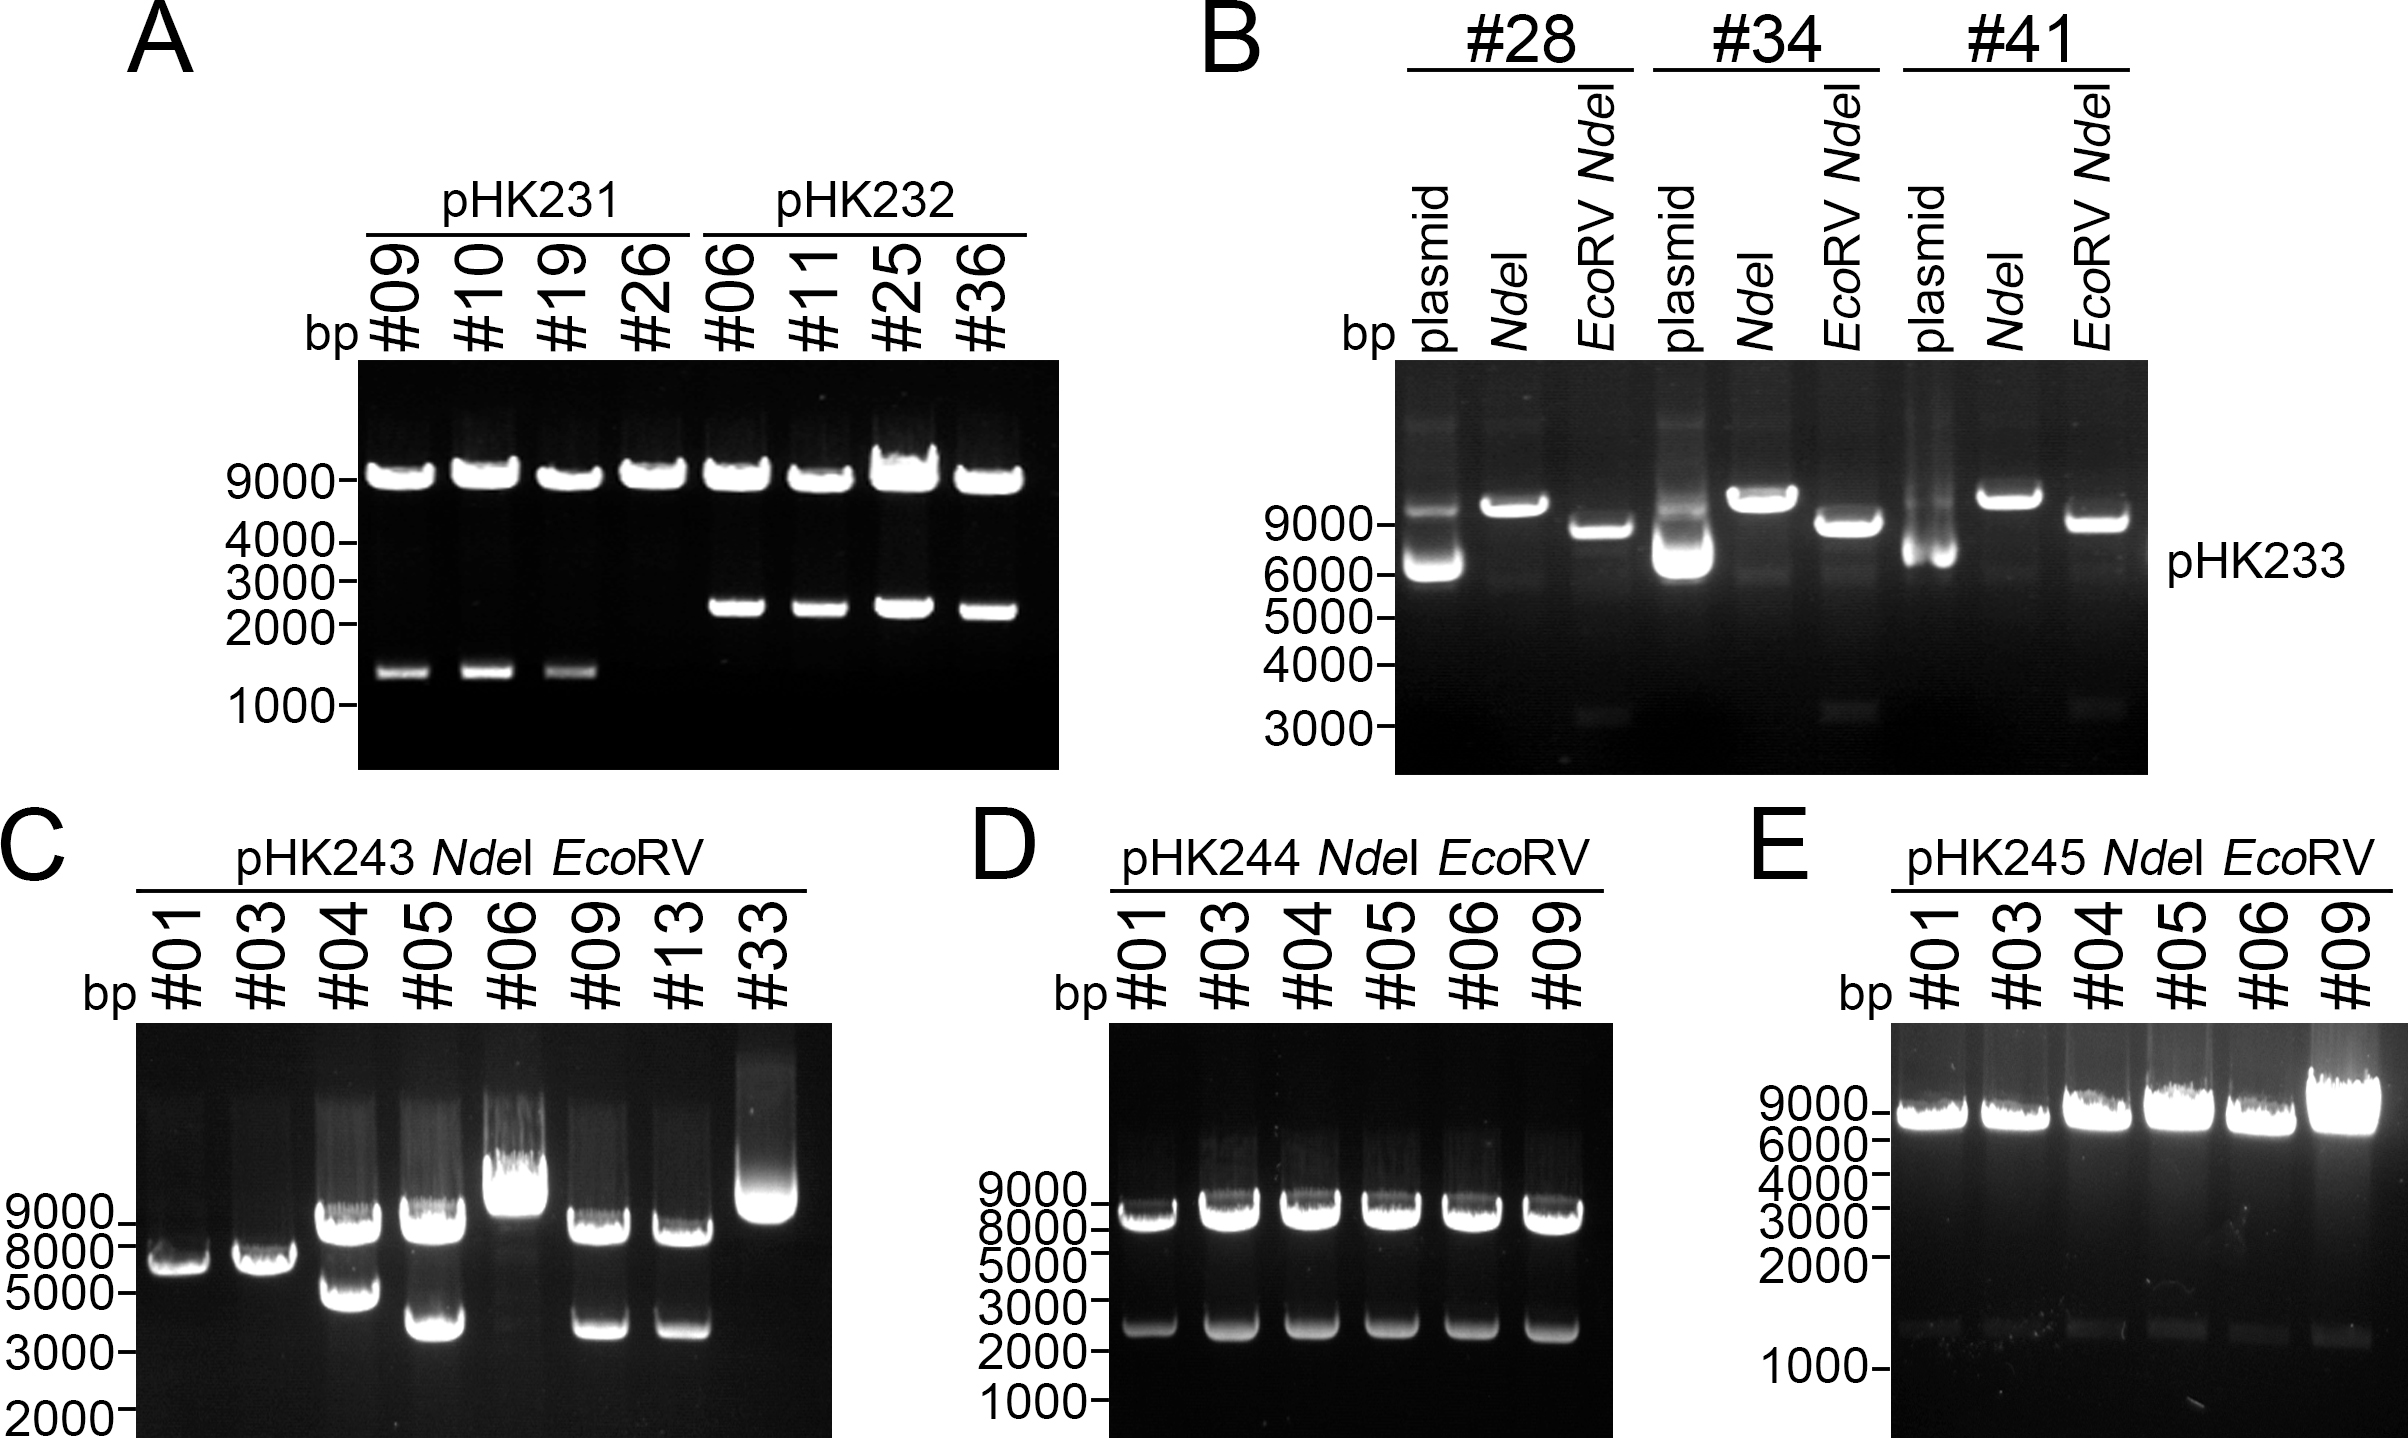 A
pHK231 pHK232
#09 #10 #19 #26 #06 #11 #25 #36
bp
9000
4000
3000
2000
1000
B
#28 #34 #41
plasmid NdeI EcoRV NdeI plasmid NdeI EcoRV NdeI plasmid NdeI EcoRV NdeI
bp
9000
6000
5000
4000
3000
pHK233
C
pHK243 NdeI EcoRV
#01 #03 #04 #05 #06 #09 #13 #33
bp
9000
8000
5000
3000
2000
D
pHK244 NdeI EcoRV
#01 #03 #04 #05 #06 #09
bp
9000
8000
5000
3000
2000
1000
E
pHK245 NdeI EcoRV
#01 #03 #04 #05 #06 #09
bp
9000
6000
4000
3000
2000
1000